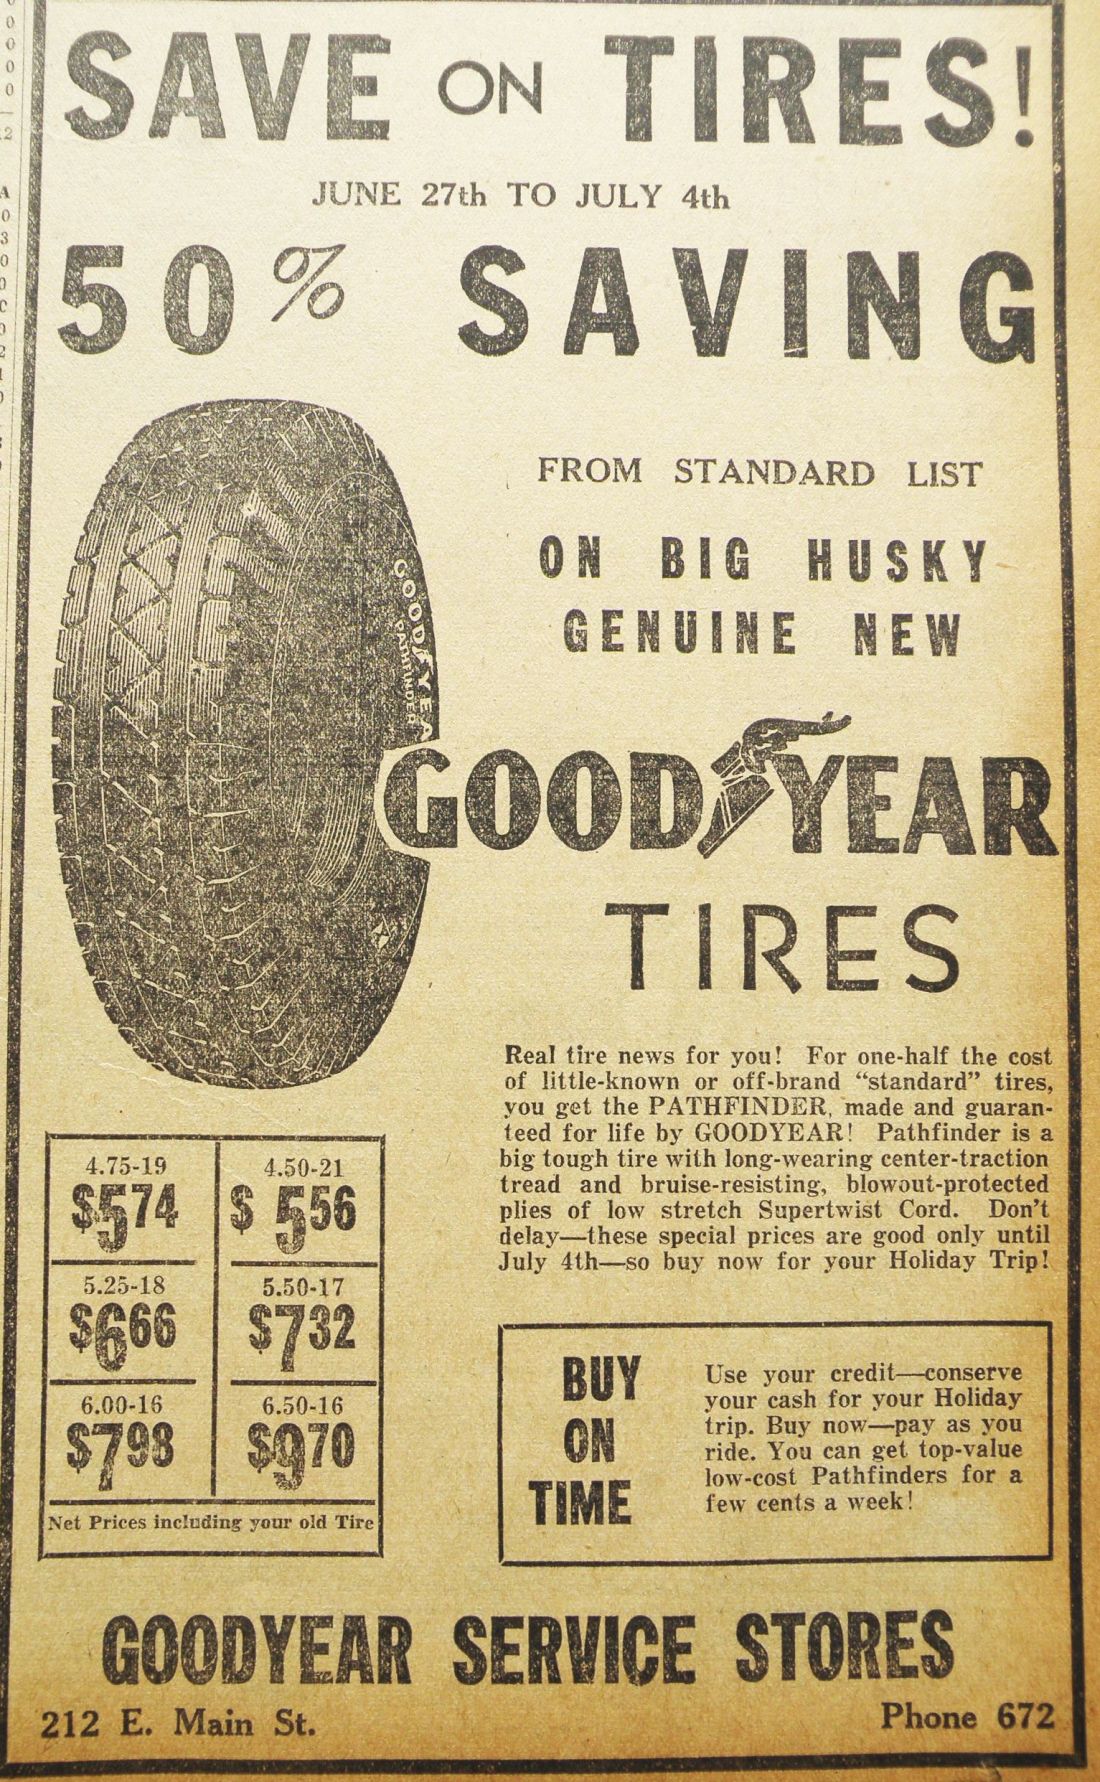 SAVE ON TIRES!
JUNE 27th TO JULY 4th
50% SAVING
FROM STANDARD LIST
ON BIG HUSKY
GENUINE NEW
GOODYEAR
PATHFINDER
GOODYEAR
TIRES
Real tire news for you! For one-half the cost
of little-known or off-brand “standard” tires,
you get the PATHFINDER, made and guaran-
teed for life by GOODYEAR! Pathfinder is a
big tough tire with long-wearing center-traction
tread and bruise-resisting, blowout-protected
plies of low stretch Supertwist Cord. Don't
delay—these special prices are good only until
July 4th—so buy now for your Holiday Trip!
4.75-19
$574
4.50-21
$556
5.25-18
$666
5.50-17
$732
6.00-16
$798
6.50-16
$970
Net Prices including your old Tire
BUY
ON
TIME
Use your credit—conserve
your cash for your Holiday
trip. Buy now—pay as you
ride. You can get top-value
low-cost Pathfinders for a
few cents a week!
GOODYEAR SERVICE STORES
212 E. Main St. Phone 672